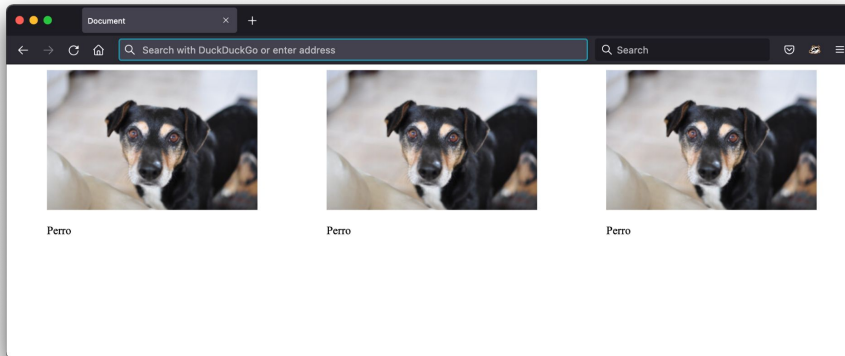 Document
Search with DuckDuckGo or enter address
Search
Perro
Perro
Perro